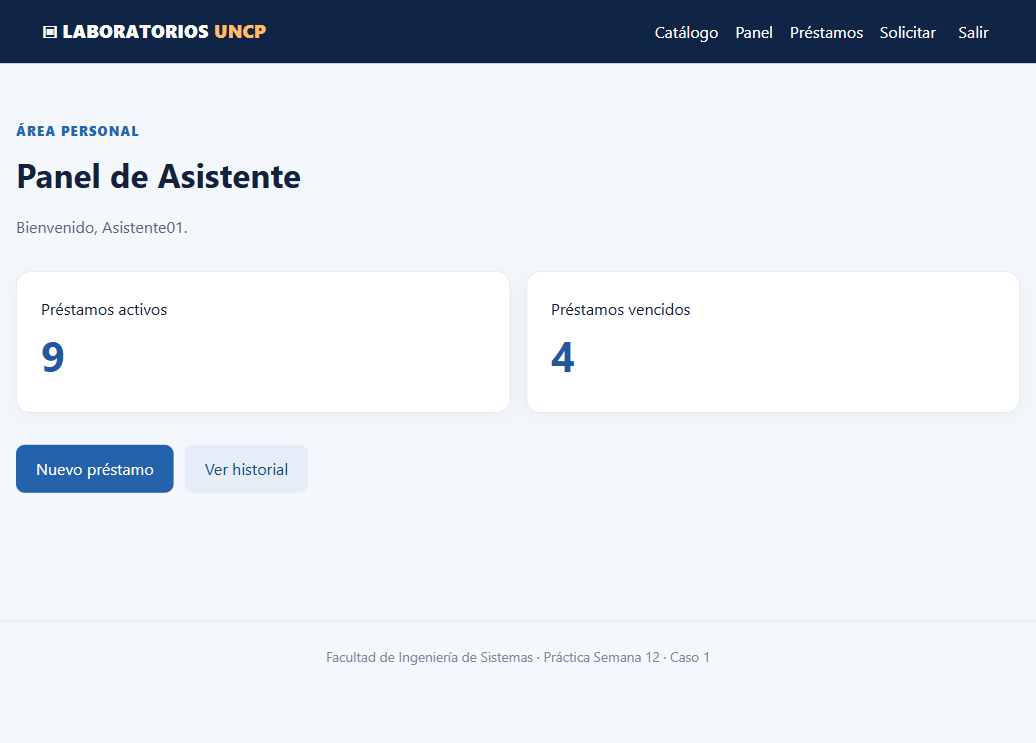 LABORATORIOS UNCP
Catálogo Panel Préstamos Solicitar Salir
ÁREA PERSONAL
Panel de Asistente
Bienvenido, Asistente01.
Préstamos activos
9
Préstamos vencidos
4
Nuevo préstamo
Ver historial
Facultad de Ingeniería de Sistemas · Práctica Semana 12 · Caso 1